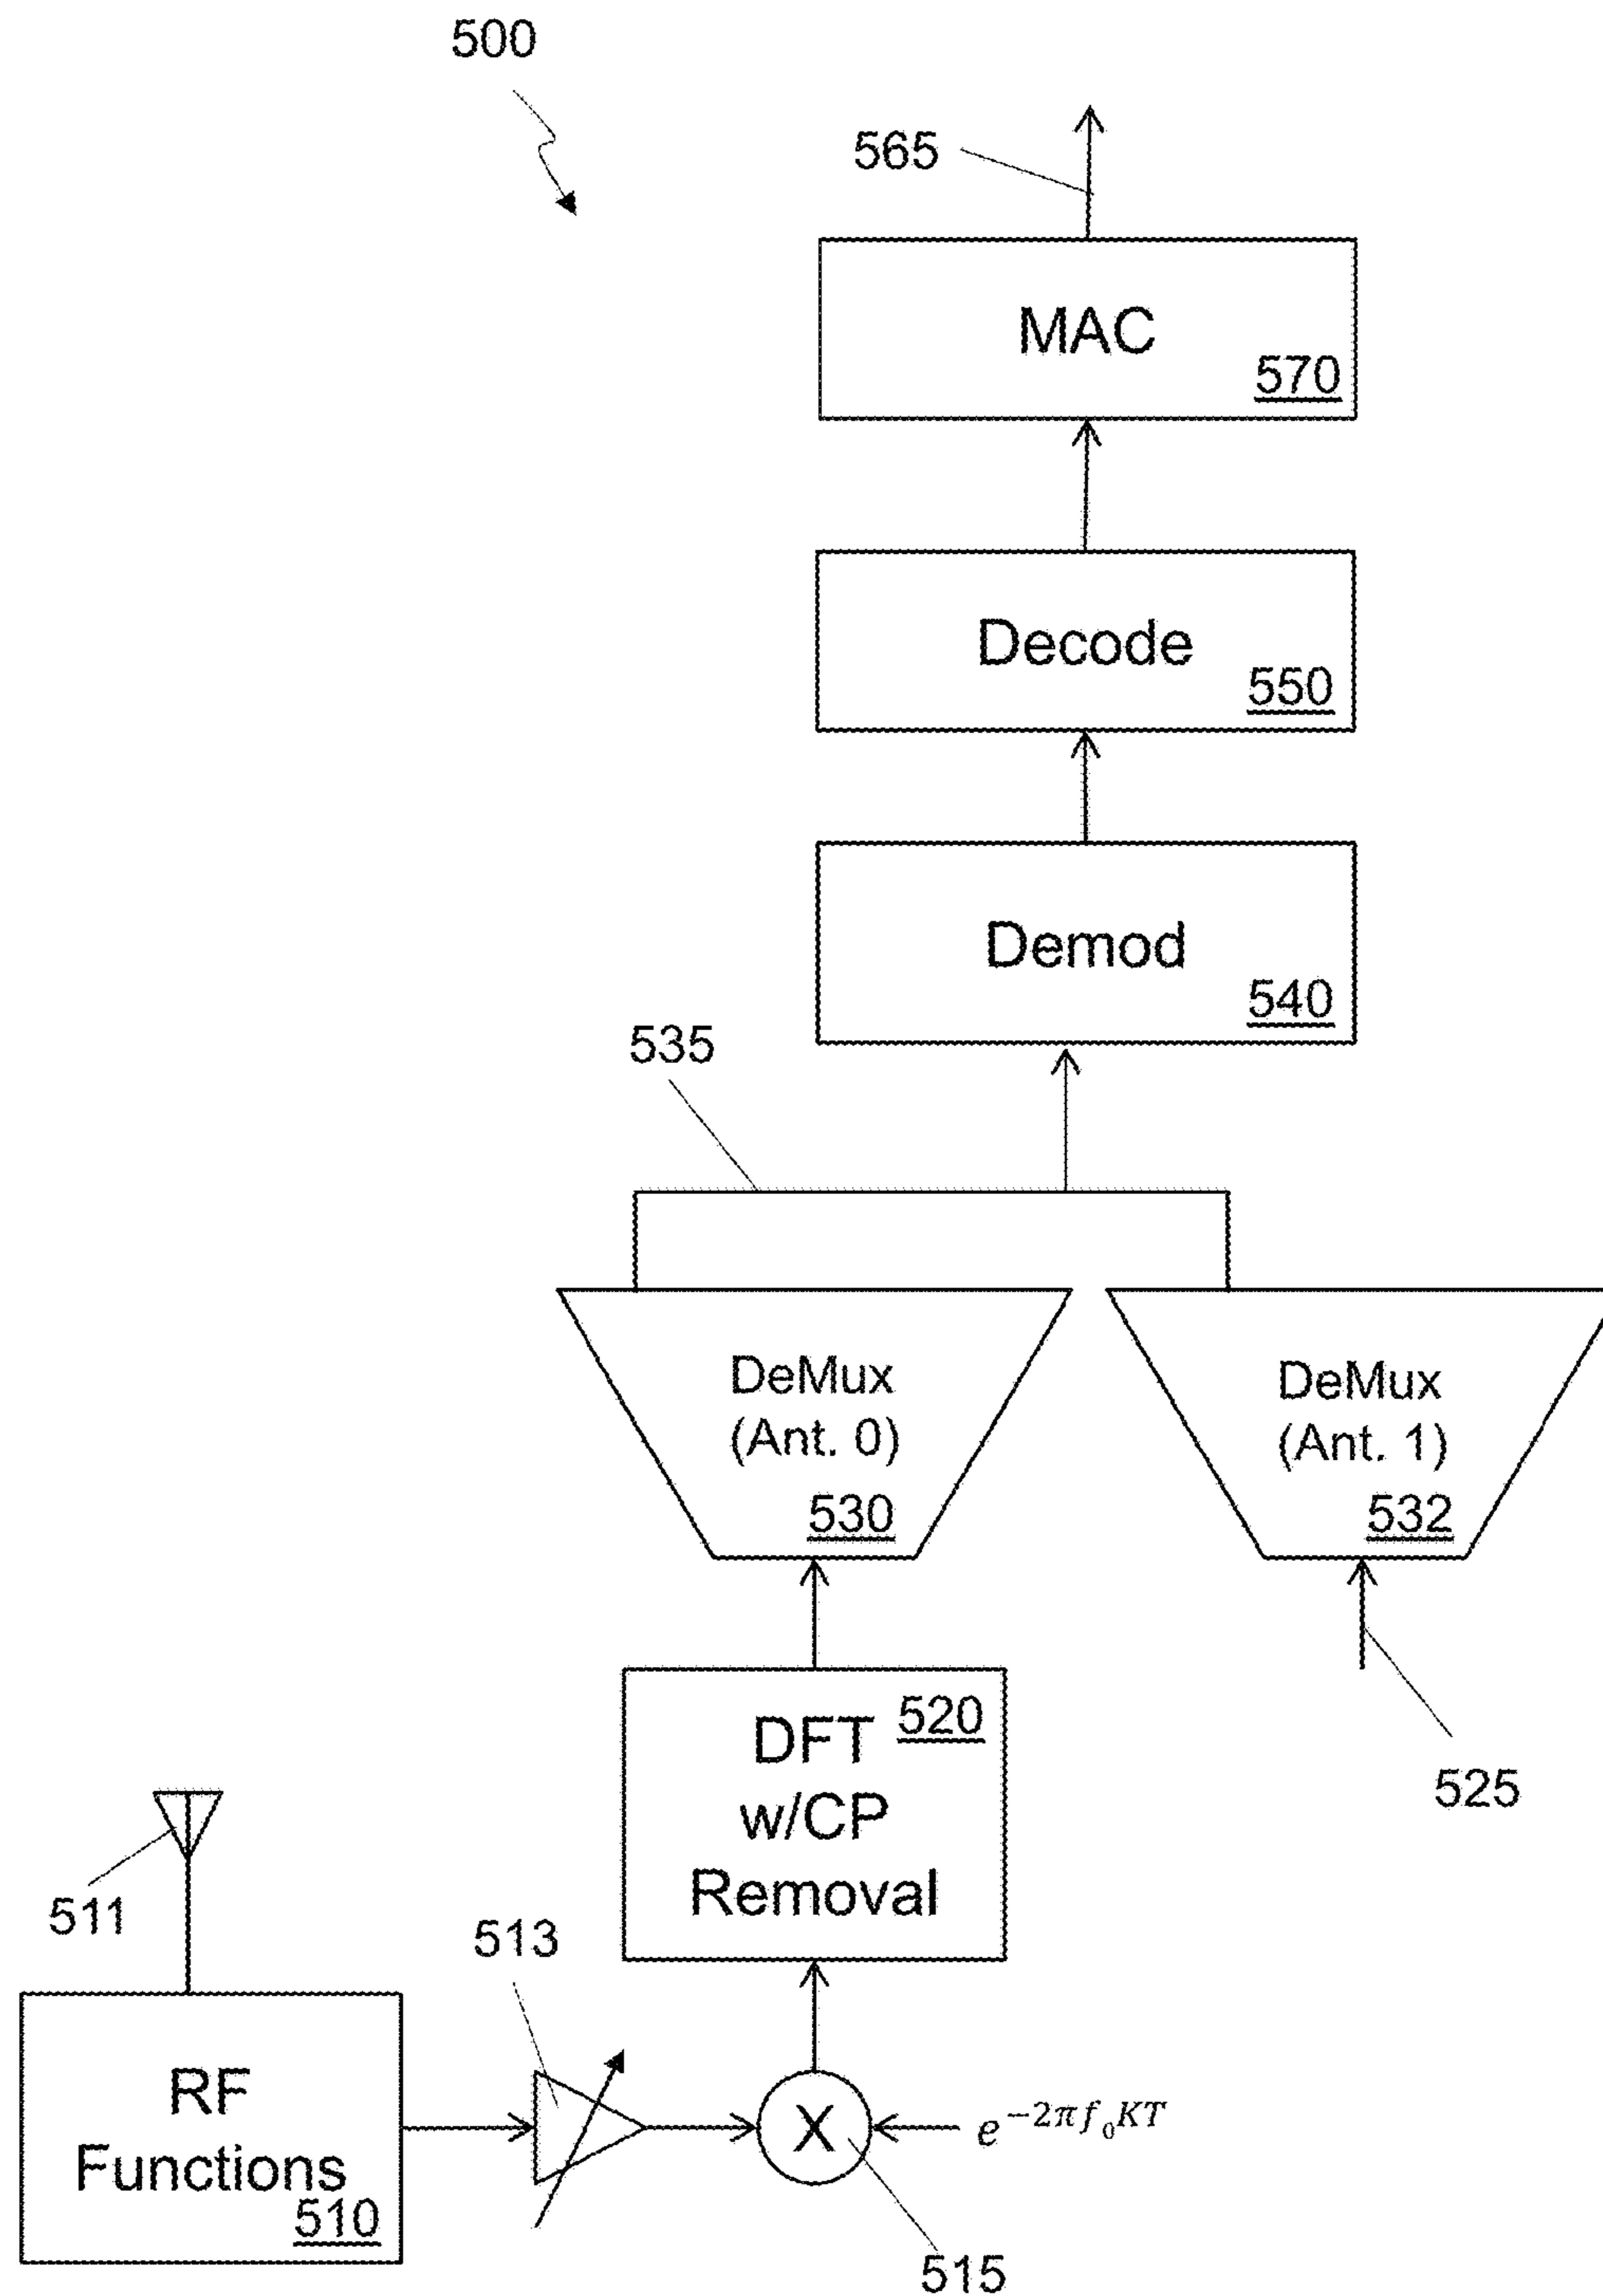 500
565
MAC
570
Decode
550
Demod
540
535
DeMux
(Ant. 0)
530
DeMux
(Ant. 1)
532
520
DFT
w/CP
Removal
525
511
513
RF
Functions
510
X
e^{-2πf_0KT}
515